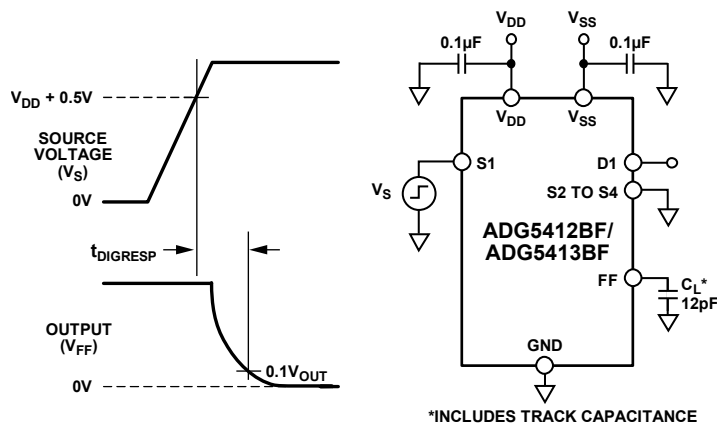 V_DD + 0.5V
SOURCE
VOLTAGE
(V_S)
0V
t_DIGRESP
OUTPUT
(V_FF)
0V
0.1V_OUT
V_DD
V_SS
0.1µF
0.1µF
V_DD
V_SS
S1
D1
V_S
S2 TO S4
ADG5412BF/
ADG5413BF
FF
C_L*
12pF
GND
*INCLUDES TRACK CAPACITANCE